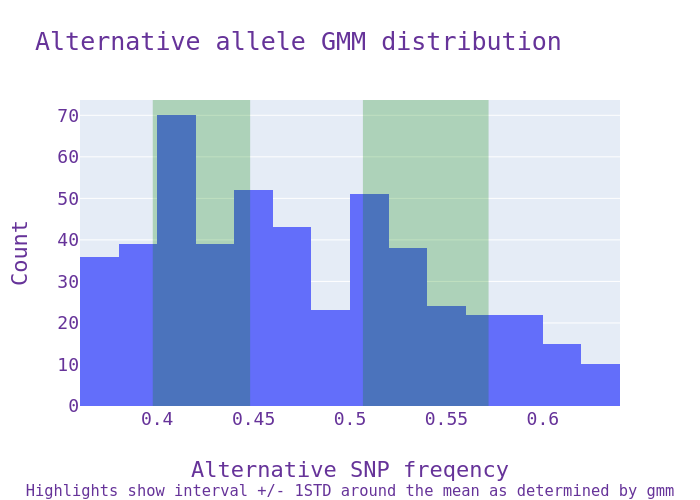 Alternative allele GMM distribution
70
60
50
40
30
20
10
0
Count
0.4 0.45 0.5 0.55 0.6
Alternative SNP freqency
Highlights show interval +/- 1STD around the mean as determined by gmm